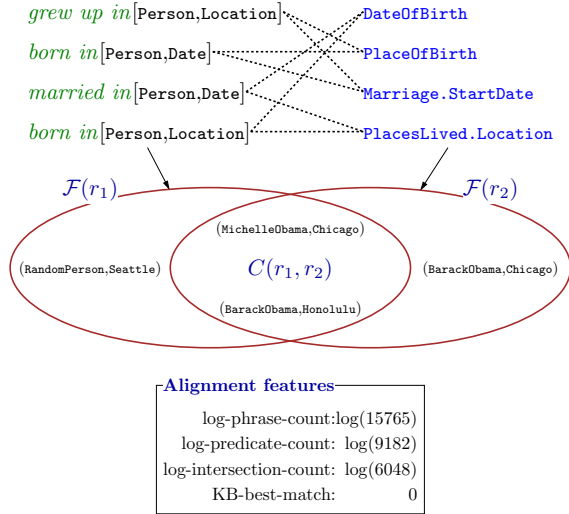 grew up in[Person,Location] DateOfBirth
born in[Person,Date] PlaceOfBirth
married in[Person,Date] Marriage.StartDate
born in[Person,Location] PlacesLived.Location
F(r₁) F(r₂)
(MichelleObama,Chicago)
(RandomPerson,Seattle) C(r₁, r₂) (BarackObama,Chicago)
(BarackObama,Honolulu)
Alignment features
log-phrase-count:log(15765)
log-predicate-count: log(9182)
log-intersection-count: log(6048)
KB-best-match: 0